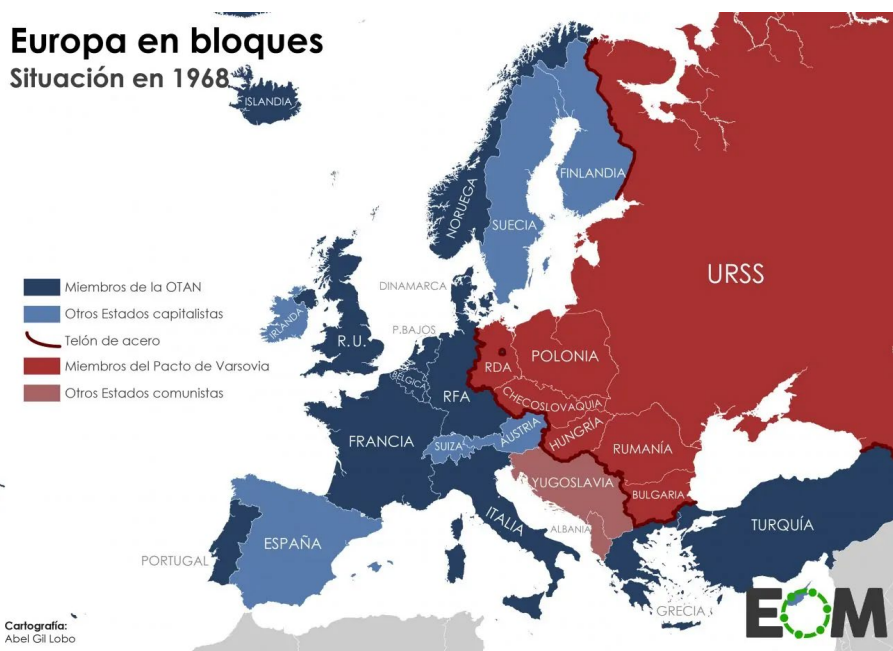 Europa en bloques
Situación en 1968
ISLANDIA
NORUEGA
SUECIA
FINLANDIA
Miembros de la OTAN
Otros Estados capitalistas
Telón de acero
Miembros del Pacto de Varsovia
Otros Estados comunistas
DINAMARCA
URSS
IRLANDA
R.U.
P.BAJOS
BÉLGICA
RDA
POLONIA
RFA
CHECOSLOVAQUIA
FRANCIA
SUIZA
AUSTRIA
HUNGRÍA
RUMANÍA
YUGOSLAVIA
BULGARIA
ITALIA
ALBANIA
TURQUÍA
ESPAÑA
PORTUGAL
GRECIA
EOM
Cartografía:
Abel Gil Lobo